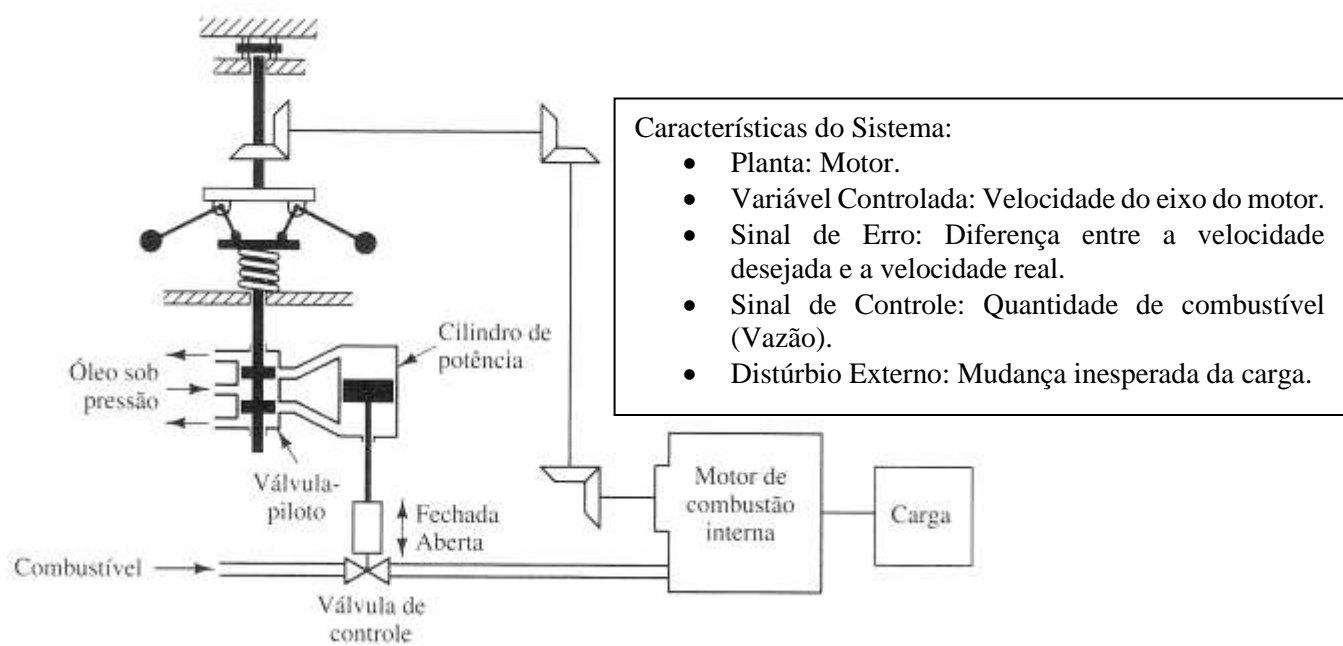 Características do Sistema:
• Planta: Motor.
• Variável Controlada: Velocidade do eixo do motor.
• Sinal de Erro: Diferença entre a velocidade
desejada e a velocidade real.
• Sinal de Controle: Quantidade de combustível
(Vazão).
• Distúrbio Externo: Mudança inesperada da carga.
Óleo sob
pressão
Cilindro de
potência
Válvula-
piloto
Fechada
Aberta
Combustível
Válvula de
controle
Motor de
combustão
interna
Carga